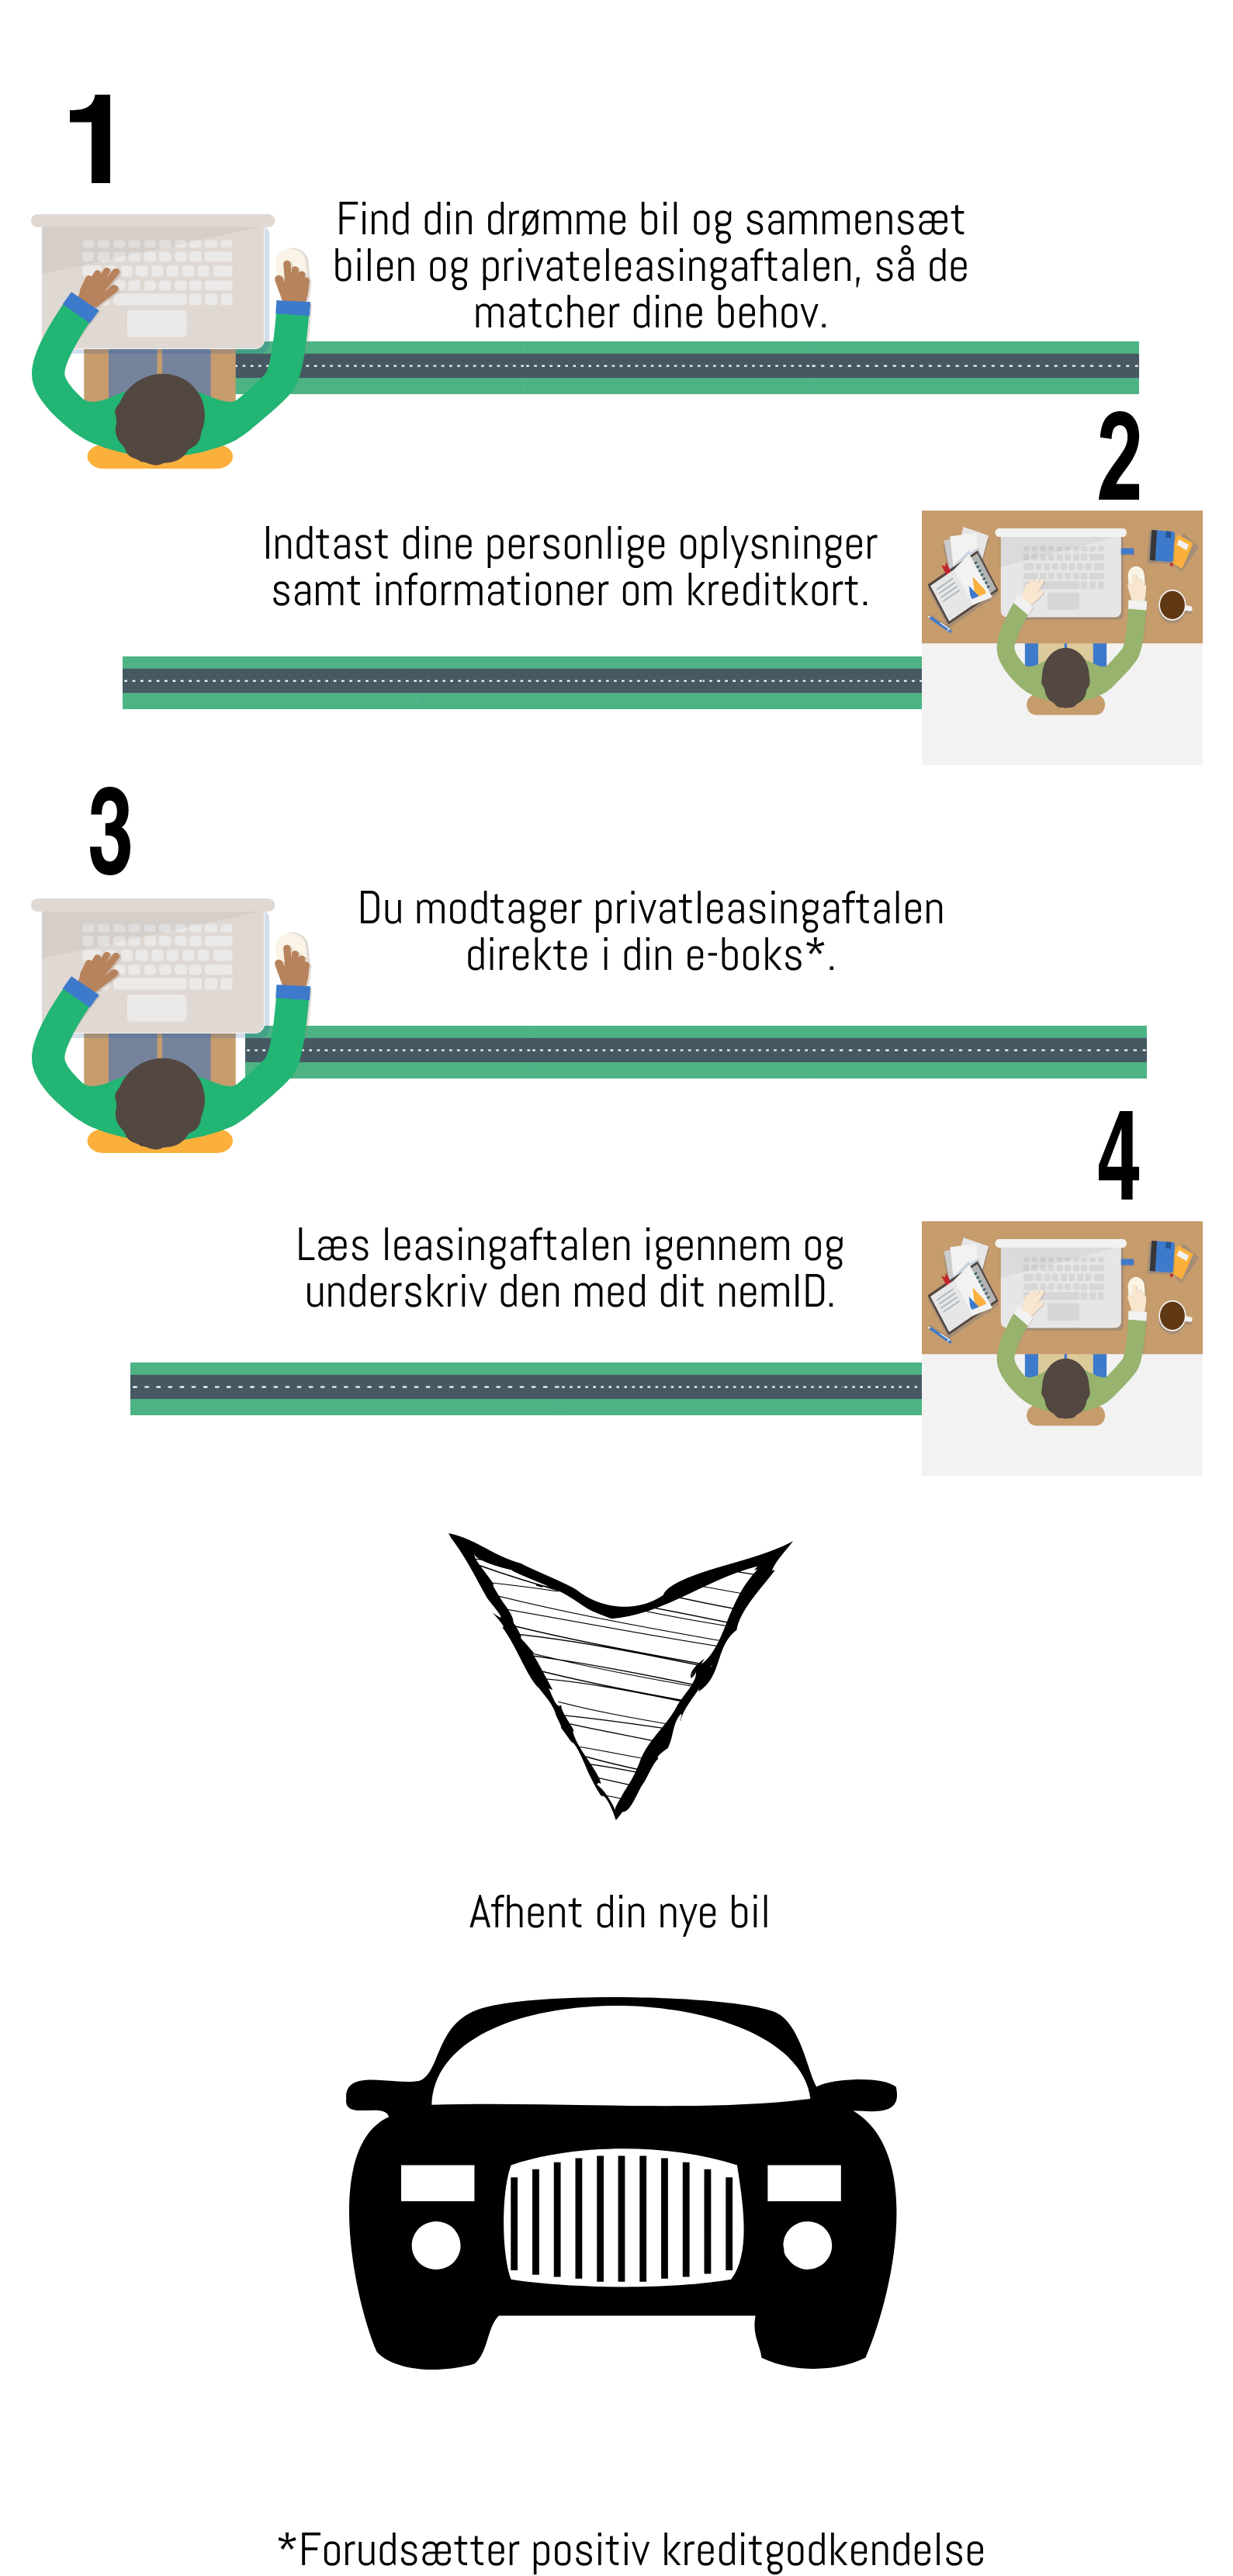 1
Find din drømme bil og sammensæt
bilen og privateleasingaftalen, så de
matcher dine behov.
2
Indtast dine personlige oplysninger
samt informationer om kreditkort.
3
Du modtager privatleasingaftalen
direkte i din e-boks*.
4
Læs leasingaftalen igennem og
underskriv den med dit nemID.
Afhent din nye bil
*Forudsætter positiv kreditgodkendelse